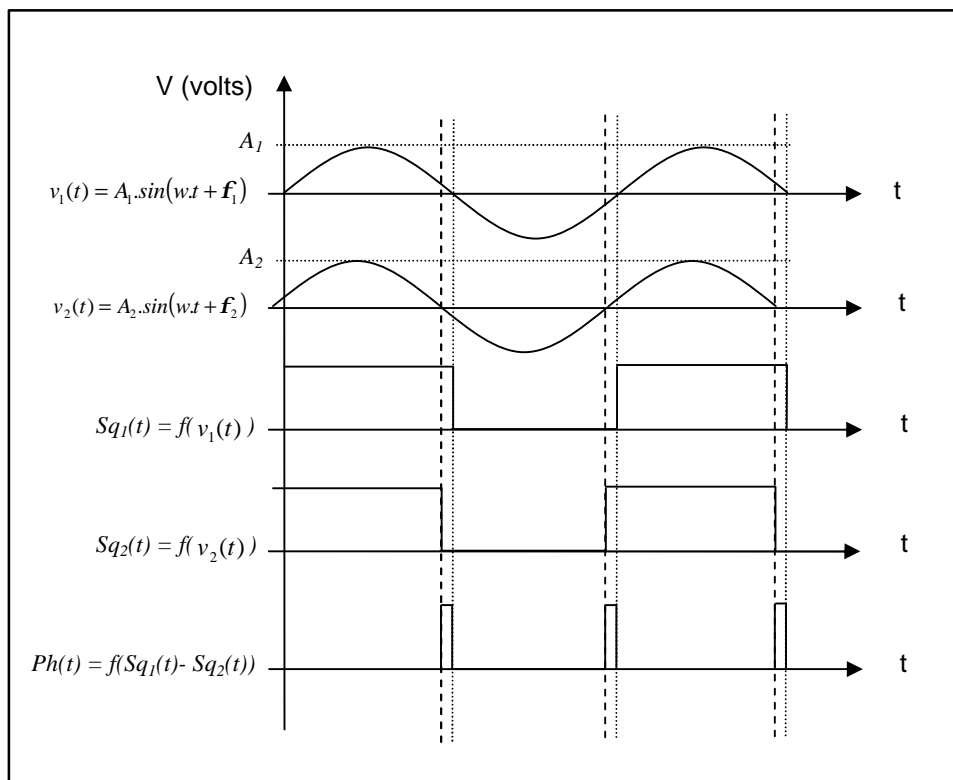 V (volts)
A₁
v₁(t) = A₁.sin(w.t + f₁)
t
A₂
v₂(t) = A₂.sin(w.t + f₂)
t
Sq₁(t) = f( v₁(t) )
t
Sq₂(t) = f( v₂(t) )
t
Ph(t) = f(Sq₁(t)- Sq₂(t))
t